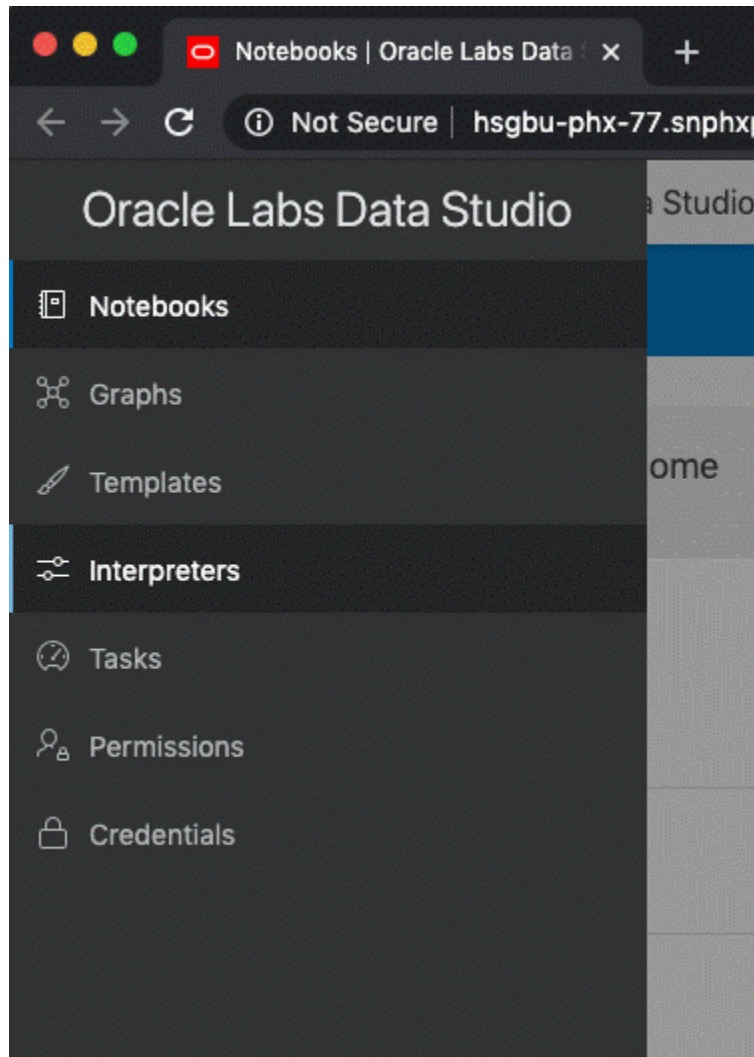 Notebooks | Oracle Labs Data
Not Secure | hsgbu-phx-77.snphx
Oracle Labs Data Studio
Studio
Notebooks
Graphs
Templates
ome
Interpreters
Tasks
Permissions
Credentials